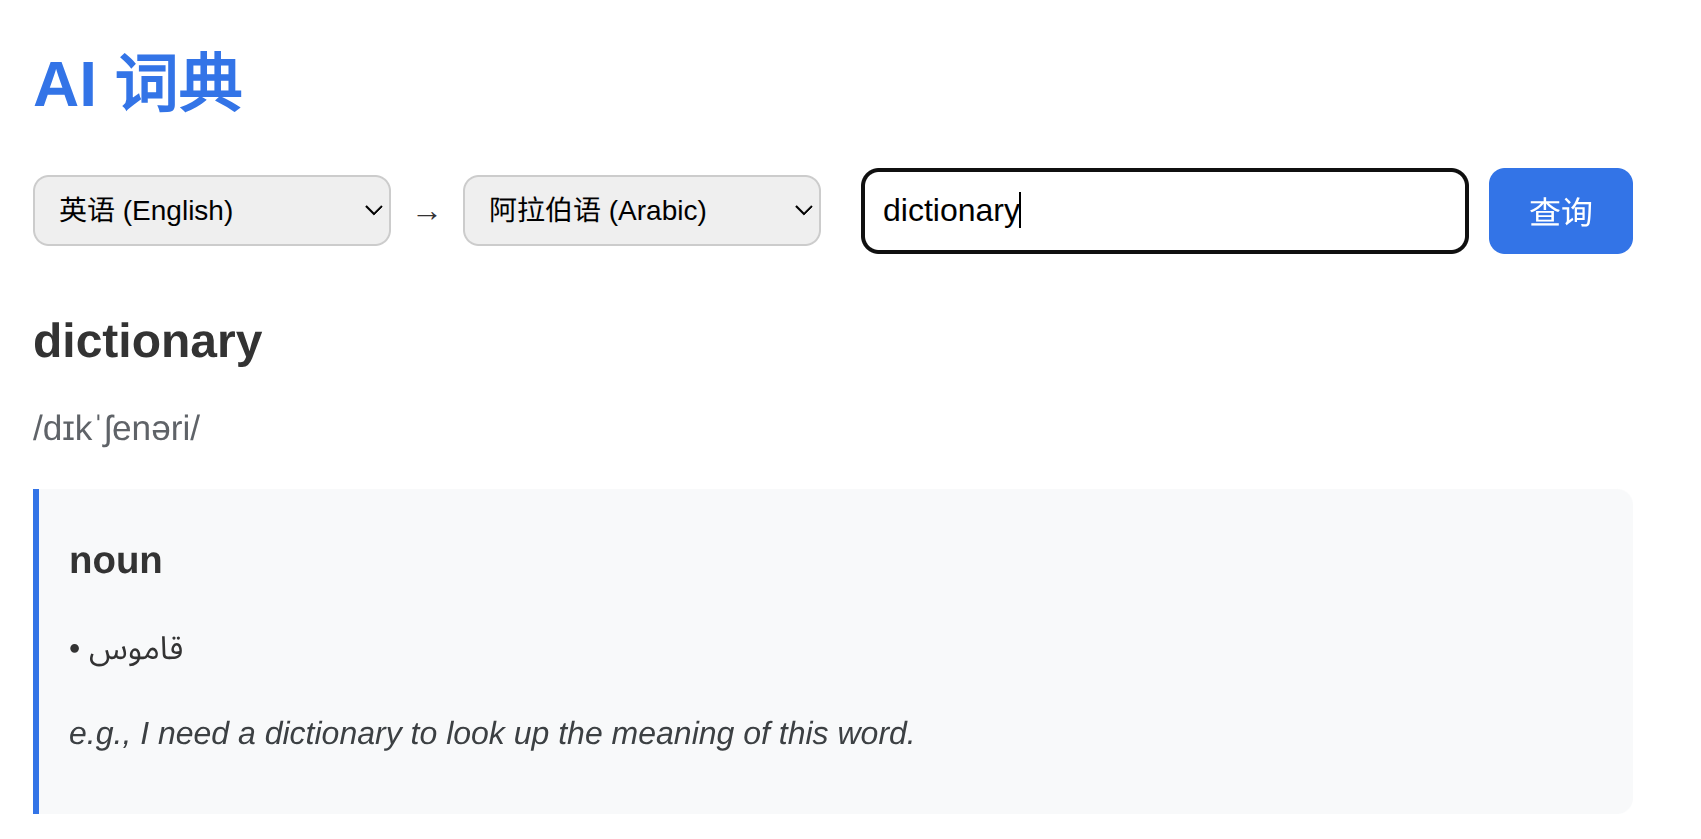 AI 词典
英语 (English) → 阿拉伯语 (Arabic) dictionary 查询
dictionary
/dɪkˈʃenəri/
noun
• قاموس
e.g., I need a dictionary to look up the meaning of this word.